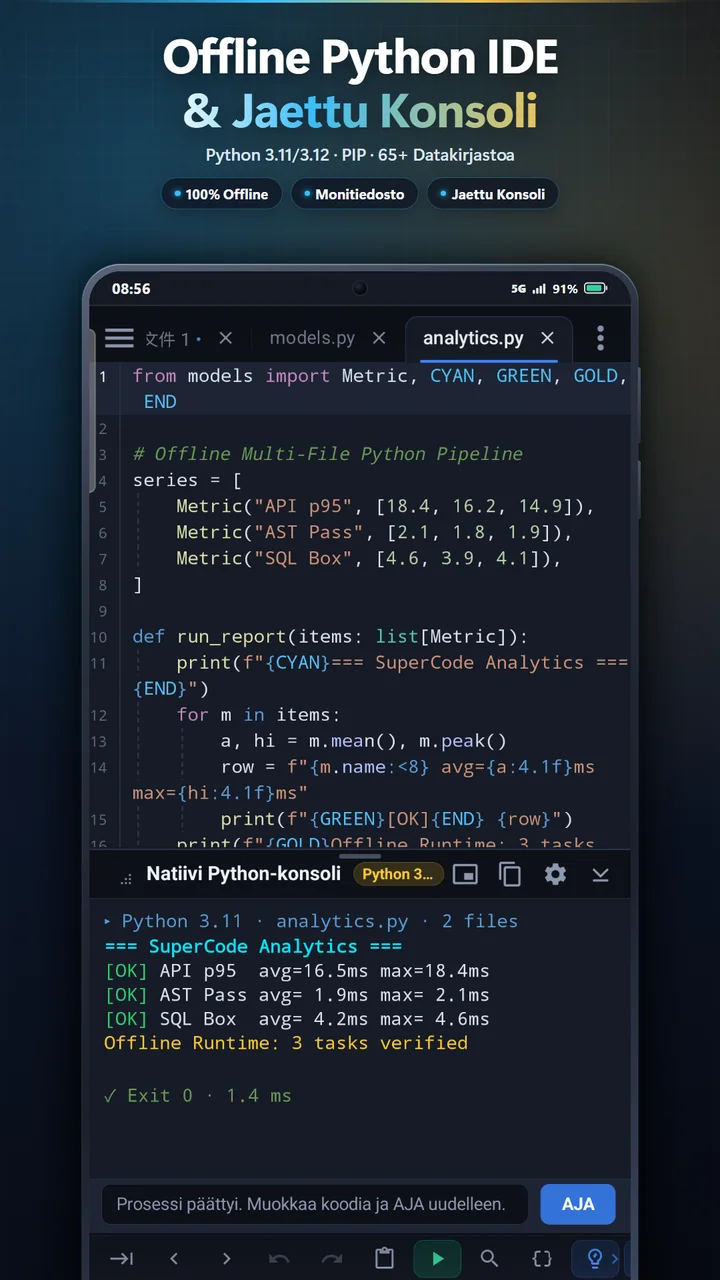 Offline Python IDE
& Jaettu Konsoli
Python 3.11/3.12 · PIP · 65+ Datakirjastoa
100% Offline
Monitiedosto
Jaettu Konsoli
08:56
5G
91%
文件 1 •
models.py
analytics.py
1 from models import Metric, CYAN, GREEN, GOLD,
END
2
3 # Offline Multi-File Python Pipeline
4 series = [
5 Metric("API p95", [18.4, 16.2, 14.9]),
6 Metric("AST Pass", [2.1, 1.8, 1.9]),
7 Metric("SQL Box", [4.6, 3.9, 4.1]),
8 ]
9
10 def run_report(items: list[Metric]):
11 print(f"{CYAN}=== SuperCode Analytics ===
{END}")
12 for m in items:
13 a, hi = m.mean(), m.peak()
14 row = f"{m.name:<8} avg={a:4.1f}ms
max={hi:4.1f}ms"
15 print(f"{GREEN}[OK]{END} {row}")
16 print(f"{GOLD}Offline Runtime: 3 tasks
Natiivi Python-konsoli
Python 3...
▸ Python 3.11 · analytics.py · 2 files
=== SuperCode Analytics ===
[OK] API p95 avg=16.5ms max=18.4ms
[OK] AST Pass avg= 1.9ms max= 2.1ms
[OK] SQL Box avg= 4.2ms max= 4.6ms
Offline Runtime: 3 tasks verified
✓ Exit 0 · 1.4 ms
Prosessi päättyi. Muokkaa koodia ja AJA uudelleen.
AJA